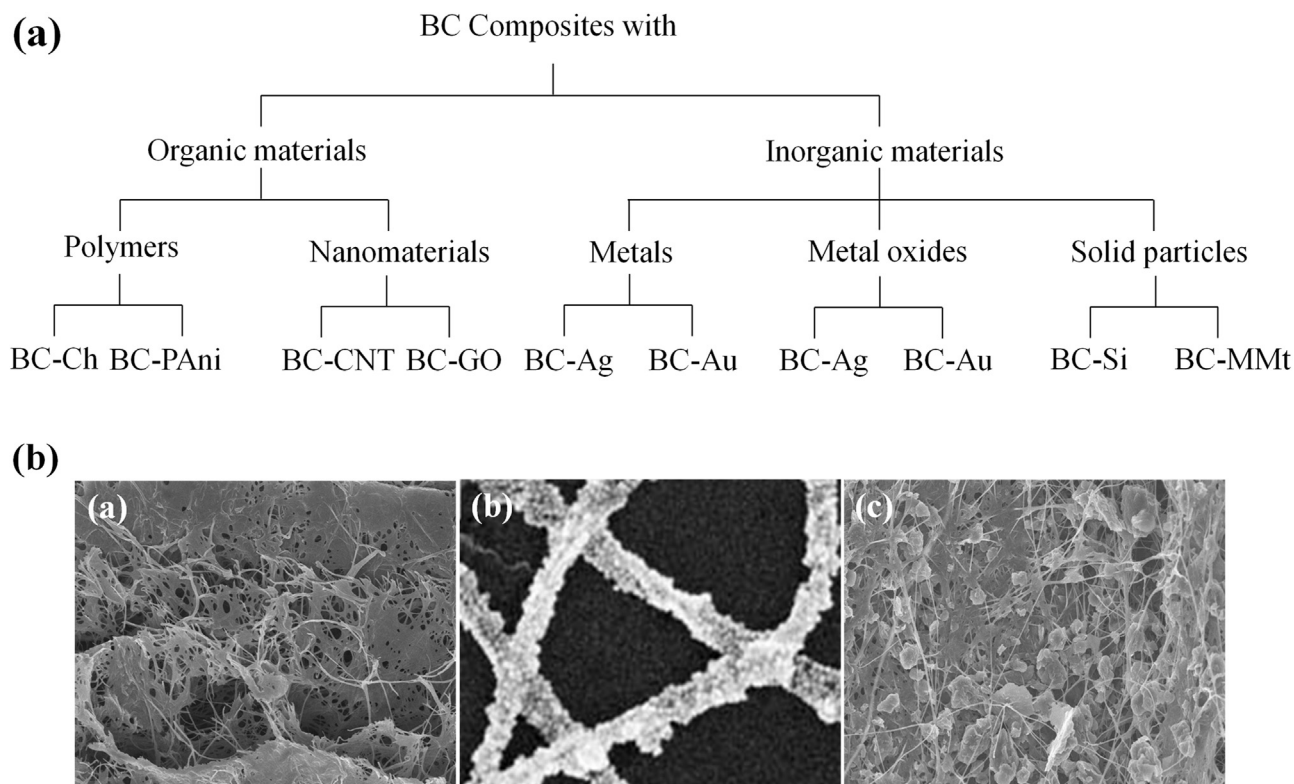 (a)
BC Composites with
Organic materials Inorganic materials
Polymers Nanomaterials Metals Metal oxides Solid particles
BC-Ch BC-PAni BC-CNT BC-GO BC-Ag BC-Au BC-Ag BC-Au BC-Si BC-MMt
(b)
(a) (b) (c)